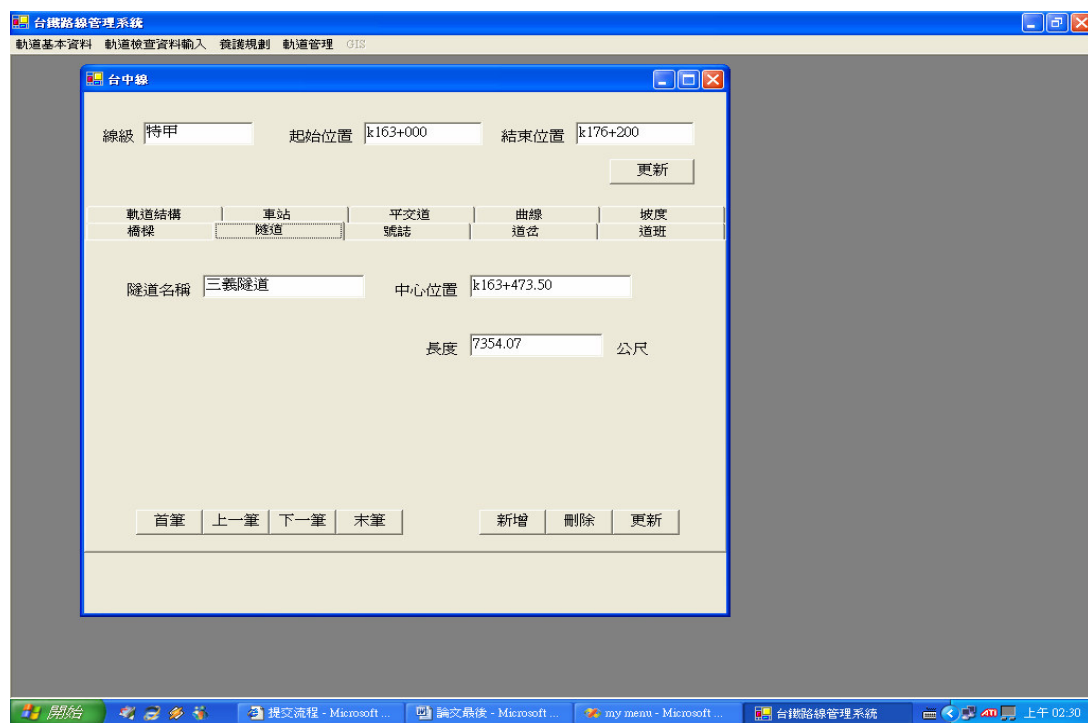 台鐵路線管理系統
軌道基本資料 軌道檢查資料輸入 養護規劃 軌道管理 GIS
台中線
線級 特甲 起始位置 k163+000 結束位置 k176+200
更新
軌道結構 車站 平交道 曲線 坡度
橋樑 隧道 號誌 道岔 道班
隧道名稱 三義隧道 中心位置 k163+473.50
長度 7354.07 公尺
首筆 上一筆 下一筆 末筆 新增 刪除 更新
開始 提交流程 - Microsoft ... 論文最後 - Microsoft ... my menu - Microsoft ... 台鐵路線管理系統 ATI 上午 02:30